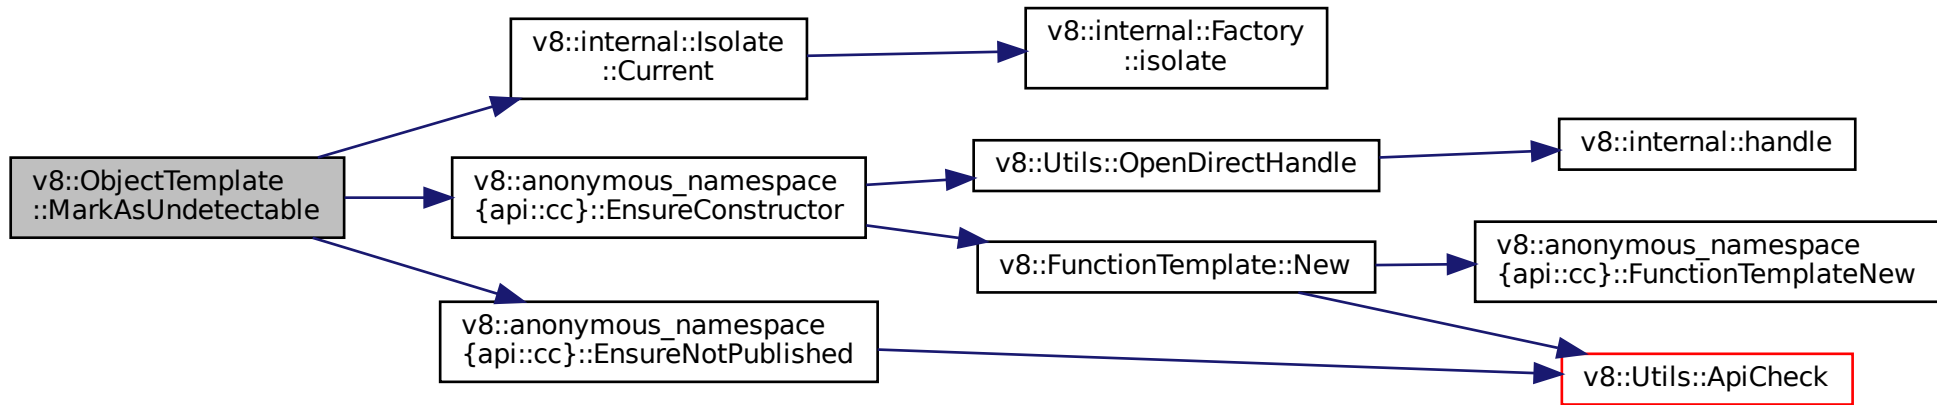 v8::ObjectTemplate
::MarkAsUndetectable
v8::internal::Isolate
::Current
v8::internal::Factory
::isolate
v8::anonymous_namespace
{api::cc}::EnsureConstructor
v8::Utils::OpenDirectHandle
v8::internal::handle
v8::FunctionTemplate::New
v8::anonymous_namespace
{api::cc}::FunctionTemplateNew
v8::anonymous_namespace
{api::cc}::EnsureNotPublished
v8::Utils::ApiCheck